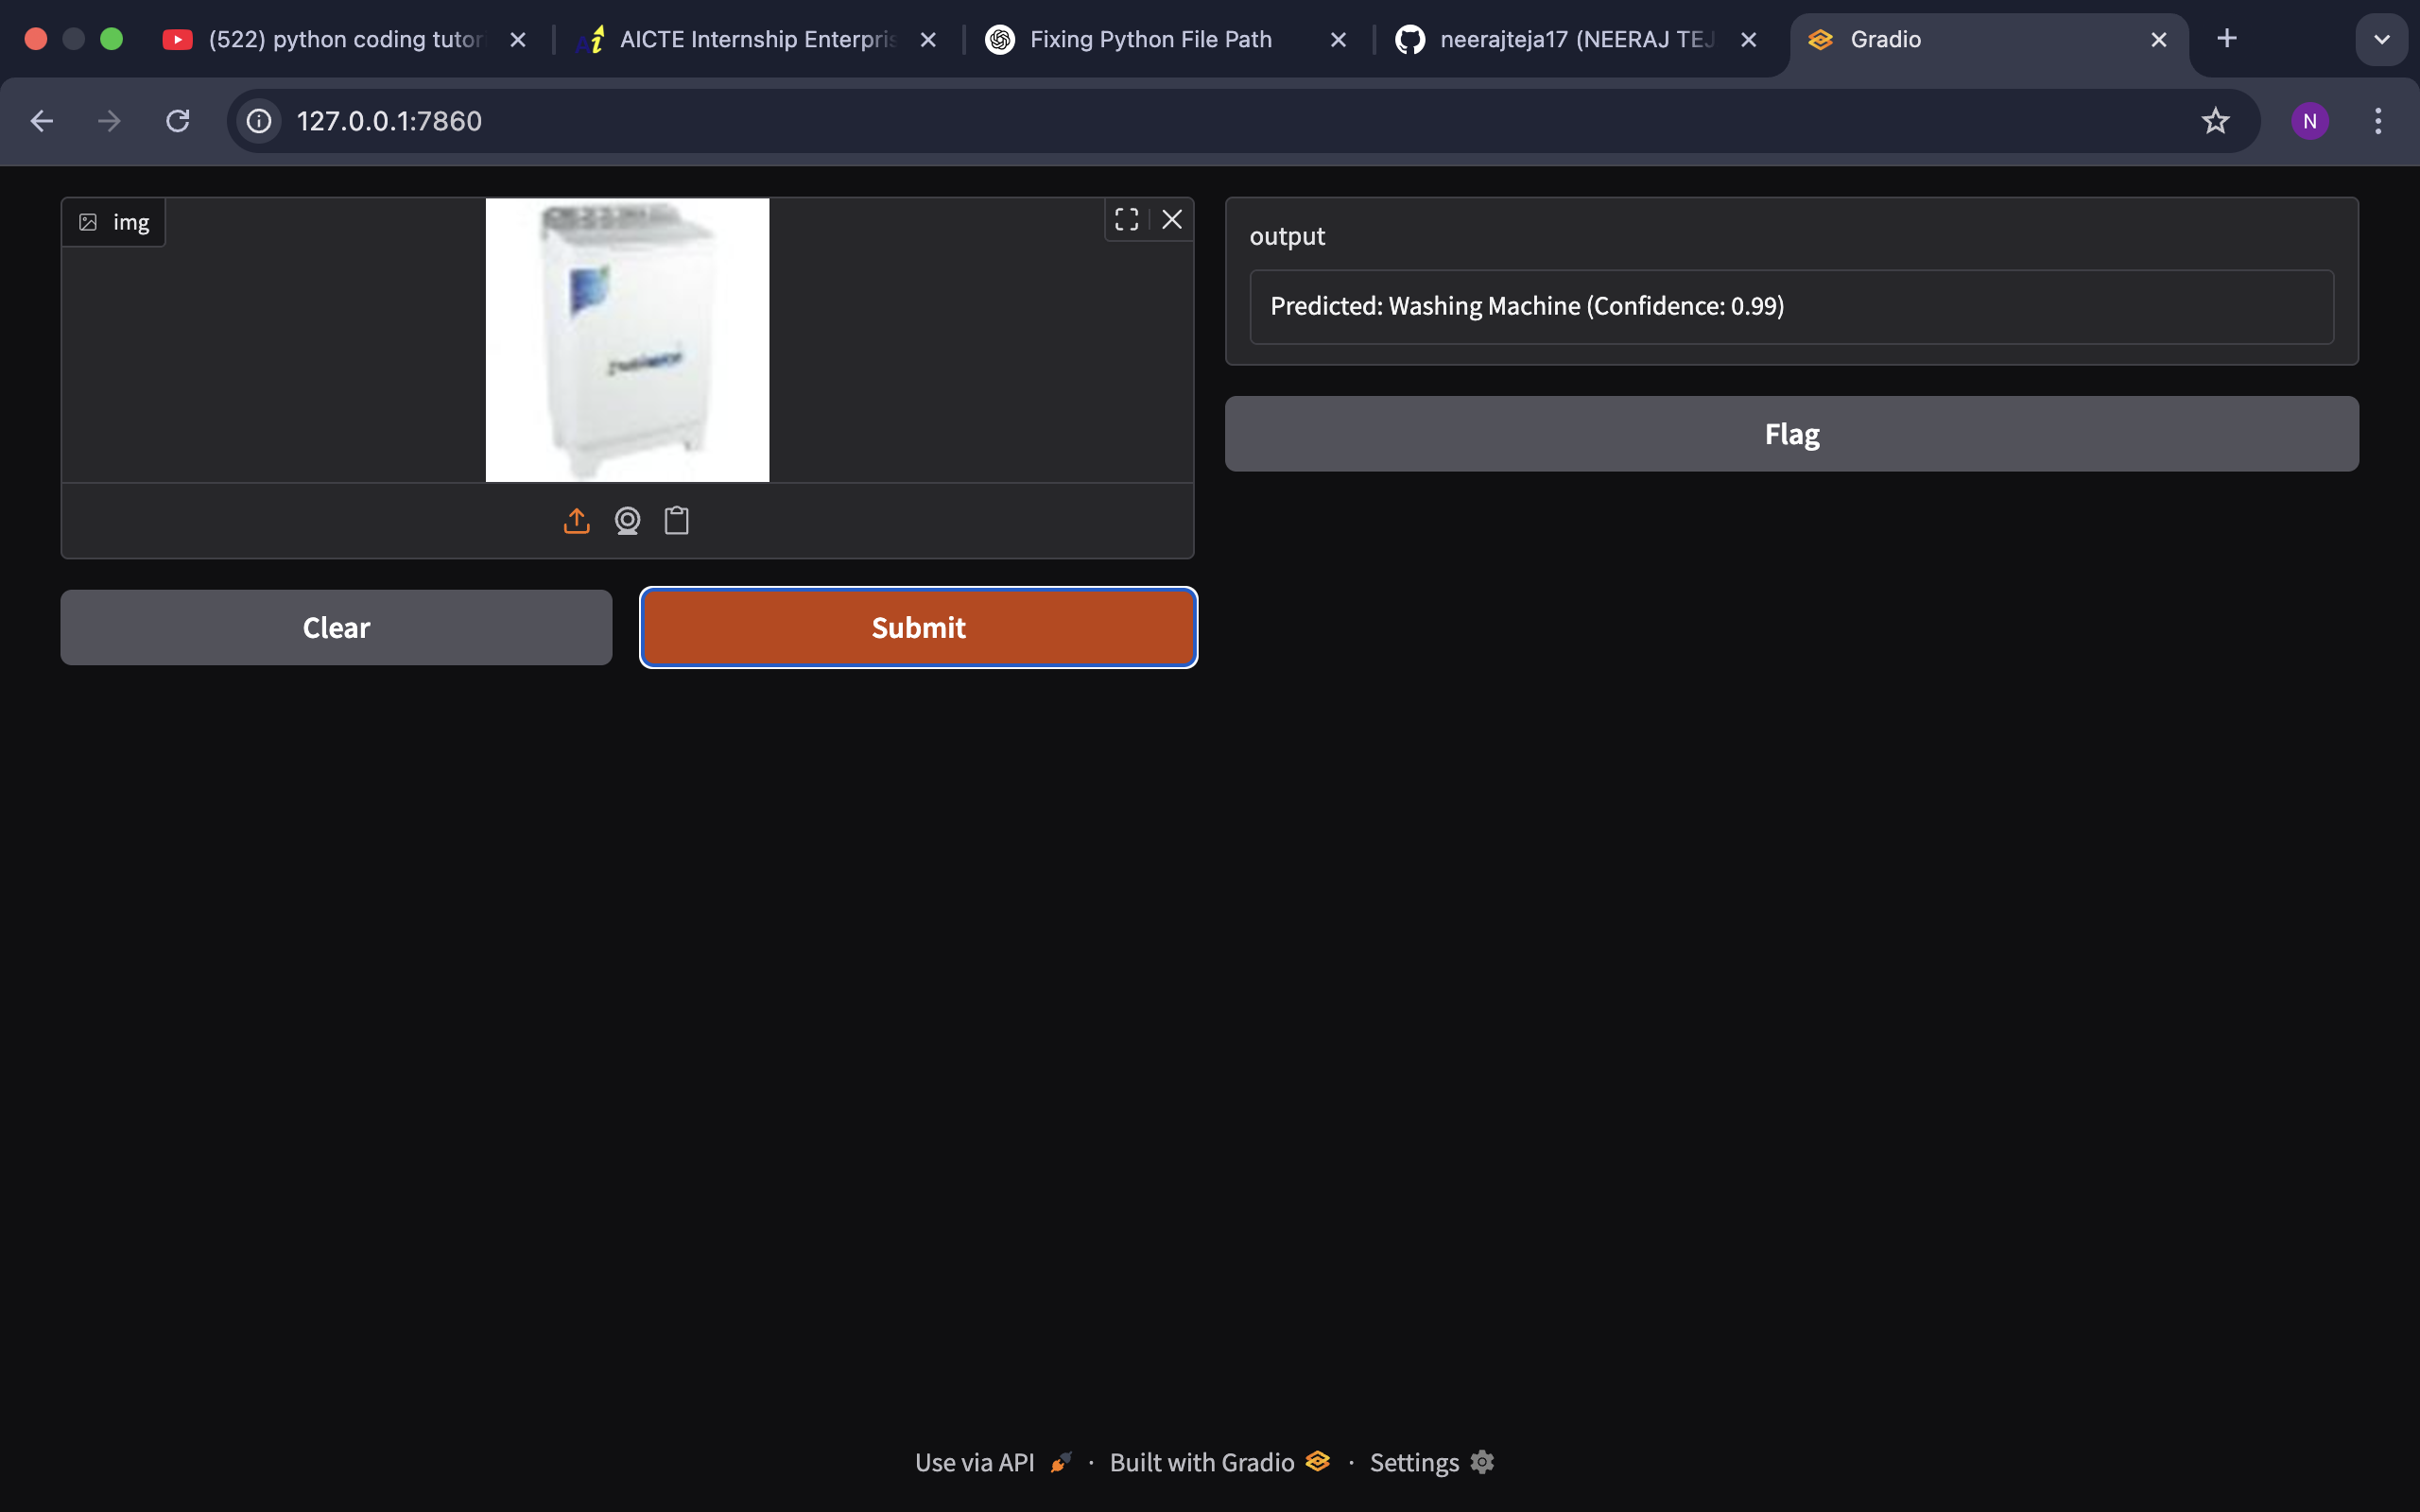 (522) python coding tutor
AICTE Internship Enterpris
Fixing Python File Path
neerajteja17 (NEERAJ TEJ
Gradio
127.0.0.1:7860
N
img
output
Predicted: Washing Machine (Confidence: 0.99)
Flag
Clear
Submit
Use via API · Built with Gradio · Settings